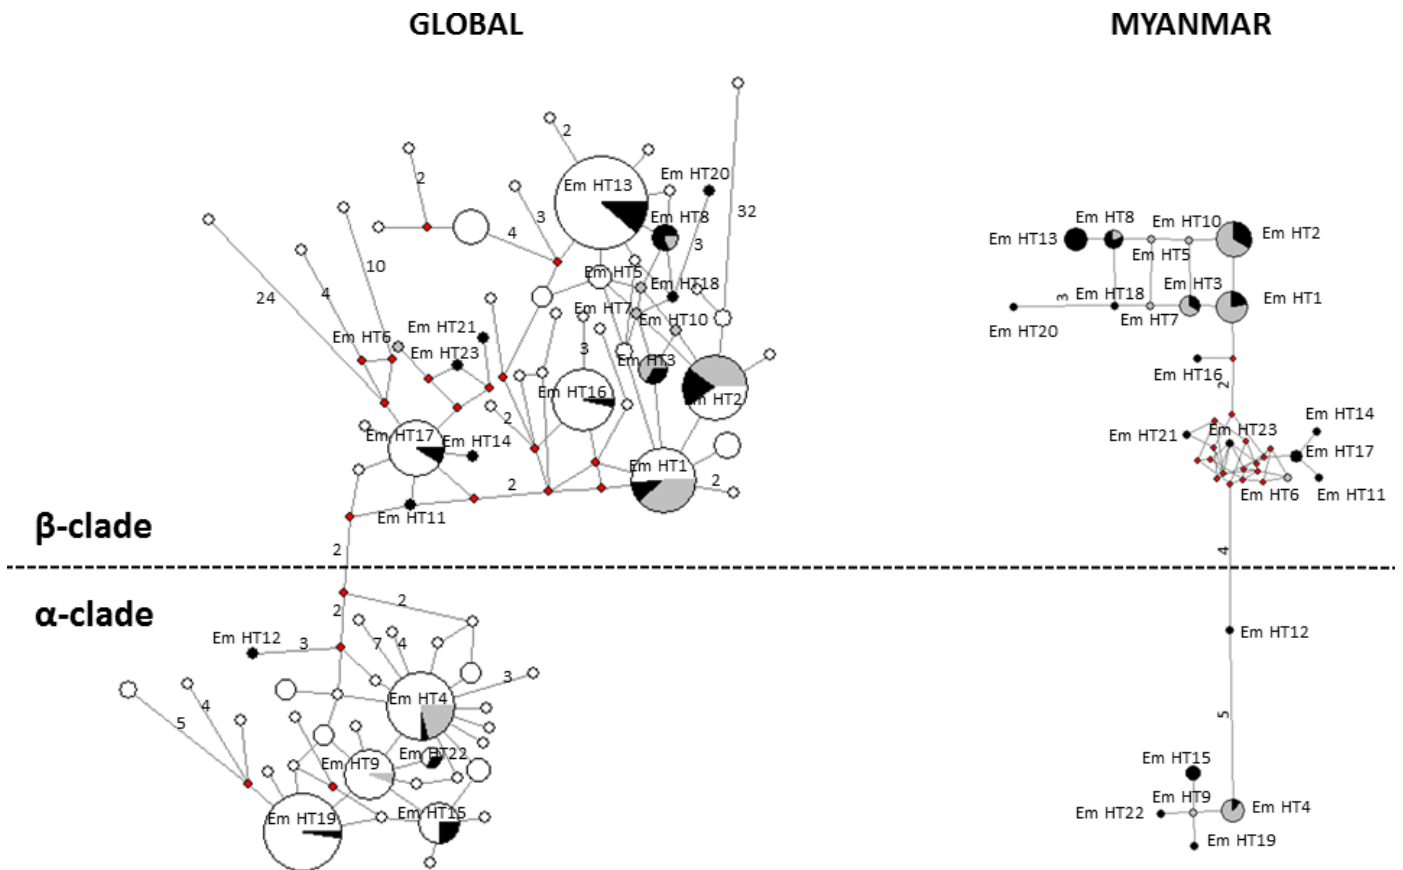 GLOBAL
MYANMAR
2
Em HT20
Em HT13
2
Em HT8
32
3
4
3
10
Em HT5
Em HT18
24
4
Em HT7
Em HT10
Em HT6
Em HT21
Em HT23
3
Em HT3
Em HT16
Em HT2
2
Em HT17
Em HT14
Em HT1
2
2
Em HT11
β-clade
2
α-clade
2
2
Em HT12
3
7
4
3
Em HT4
4
5
Em HT22
Em HT9
Em HT19
Em HT15
Em HT8
Em HT10
Em HT2
Em HT13
Em HT5
Em HT3
Em HT18
Em HT1
3
Em HT7
Em HT20
Em HT16
2
Em HT14
Em HT23
Em HT21
Em HT17
Em HT6
Em HT11
4
Em HT12
5
Em HT15
Em HT9
Em HT4
Em HT22
Em HT19